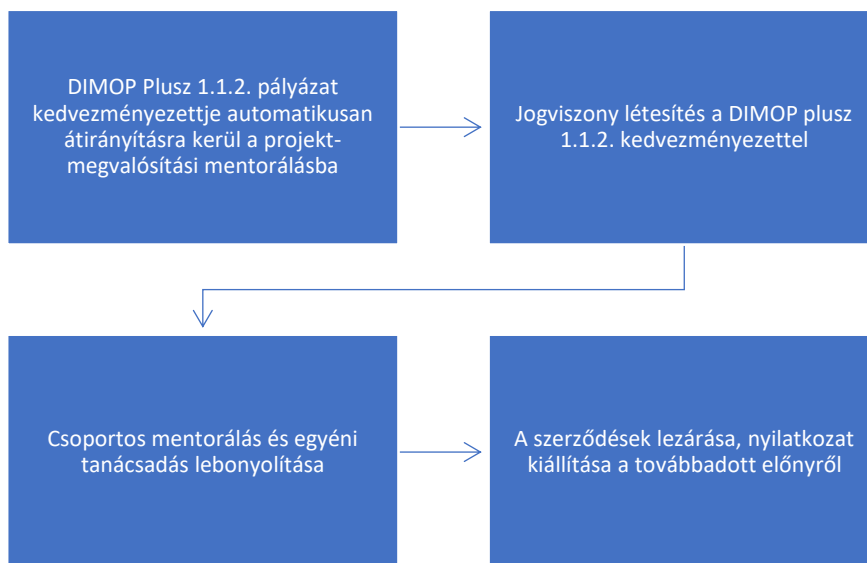 DIMOP Plusz 1.1.2. pályázat
kedvezményezettje automatikusan
átirányításra kerül a projekt-
megvalósítási mentorálásba
Jogviszony létesítés a DIMOP plusz
1.1.2. kedvezményezettel
Csoportos mentorálás és egyéni
tanácsadás lebonyolítása
A szerződések lezárása, nyilatkozat
kiállítása a továbbadott előnyről